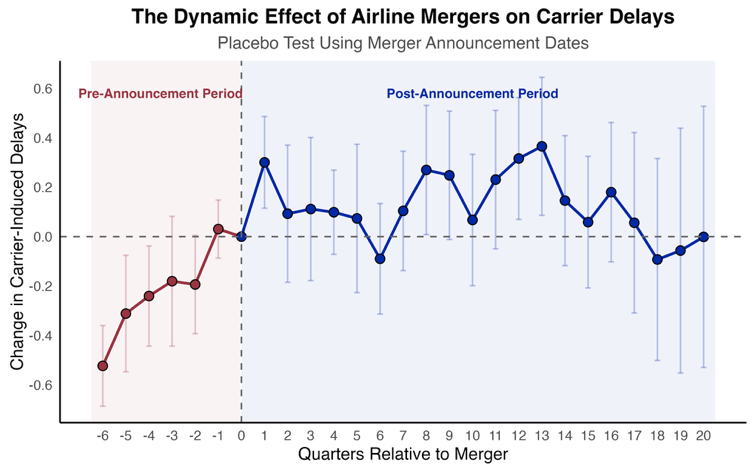 The Dynamic Effect of Airline Mergers on Carrier Delays
Placebo Test Using Merger Announcement Dates
Pre-Announcement Period
Post-Announcement Period
Change in Carrier-Induced Delays
0.6
0.4
0.2
0.0
-0.2
-0.4
-0.6
-6 -5 -4 -3 -2 -1 0 1 2 3 4 5 6 7 8 9 10 11 12 13 14 15 16 17 18 19 20
Quarters Relative to Merger